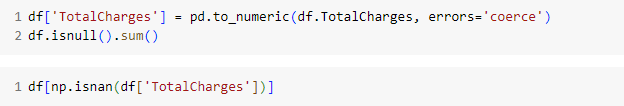 1 df['TotalCharges'] = pd.to_numeric(df.TotalCharges, errors='coerce')
2 df.isnull().sum()
1 df[np.isnan(df['TotalCharges'])]